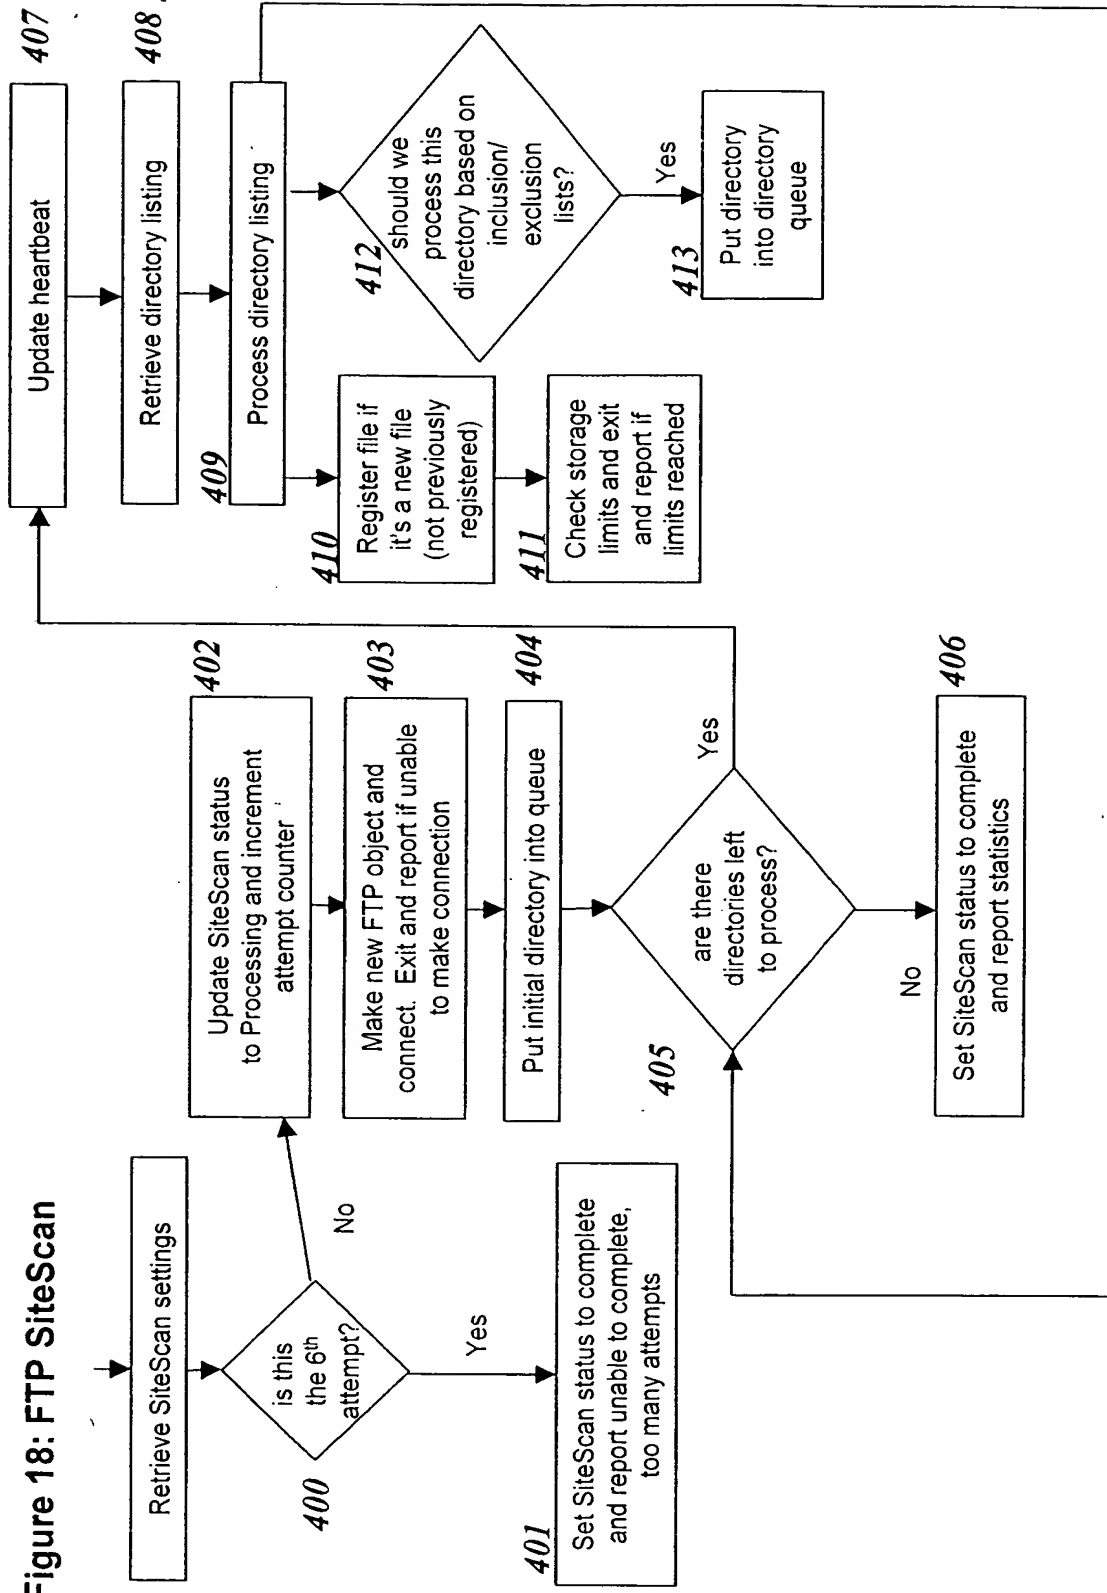 Figure 18: FTP SiteScan
Retrieve SiteScan settings
is this
the 6th
attempt?
400
No
Yes
401
Set SiteScan status to complete
and report unable to complete,
too many attempts
402
Update SiteScan status
to Processing and increment
attempt counter
403
Make new FTP object and
connect. Exit and report if unable
to make connection
404
Put initial directory into queue
405
are there
directories left
to process?
Yes
No
406
Set SiteScan status to complete
and report statistics
407
Update heartbeat
408
Retrieve directory listing
409
Process directory listing
410
Register file if
it's a new file
(not previously
registered)
411
Check storage
limits and exit
and report if
limits reached
412
should we
process this
directory based on
inclusion/
exclusion
lists?
Yes
413
Put directory
into directory
queue